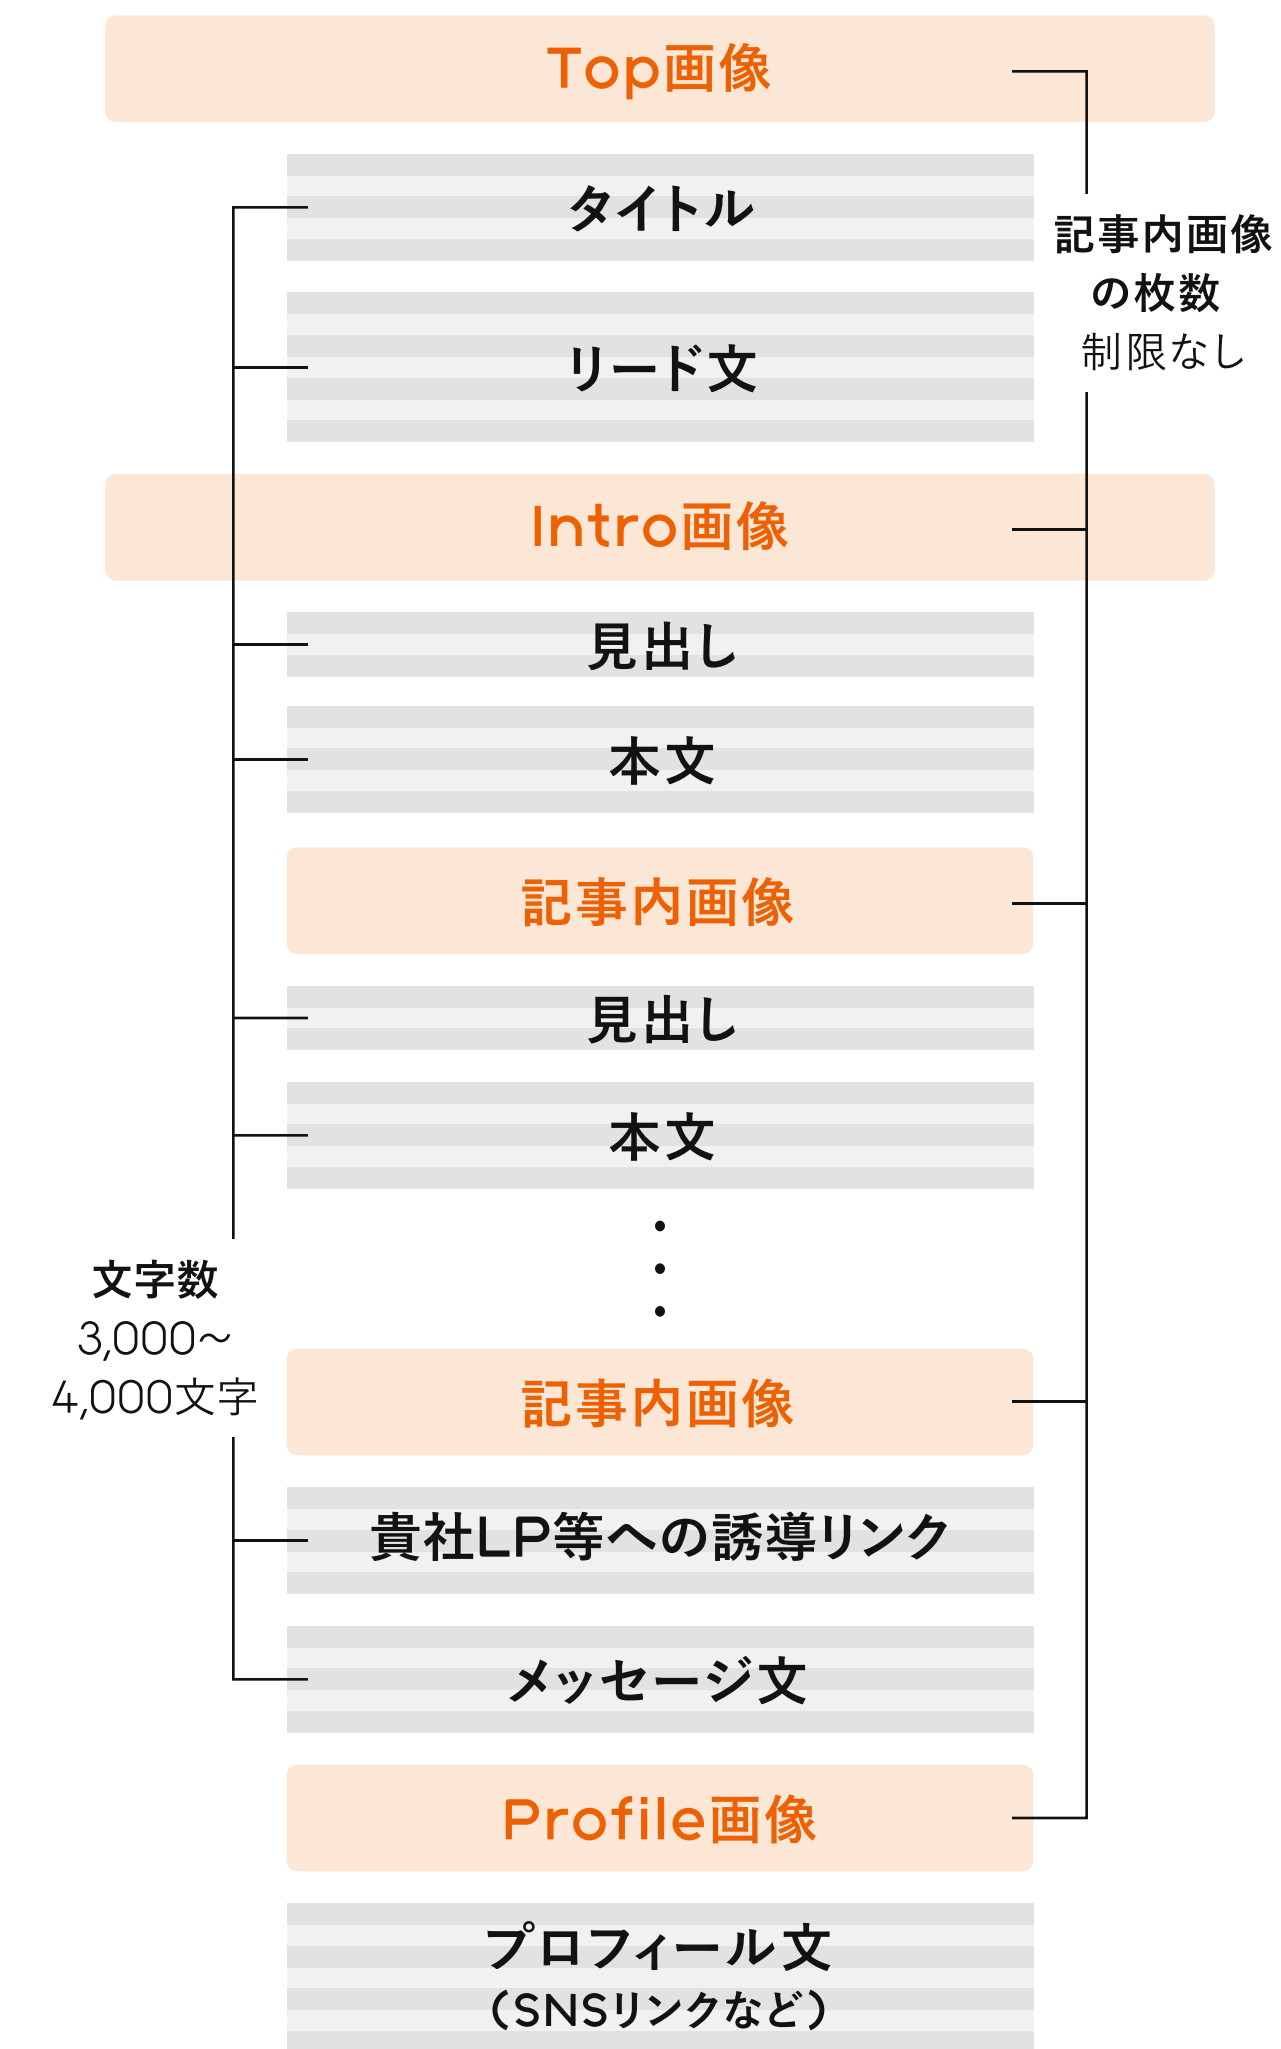 Top画像
タイトル
記事内画像
の枚数
制限なし
リード文
Intro画像
見出し
本文
記事内画像
見出し
本文
・
・
・
文字数
3,000〜
4,000文字
記事内画像
貴社LP等への誘導リンク
メッセージ文
Profile画像
プロフィール文
（SNSリンクなど）